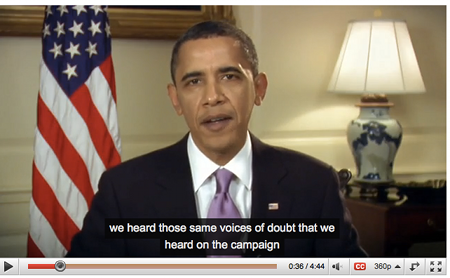 we heard those same voices of doubt that we
heard on the campaign
0:36 / 4:44 CC 360p